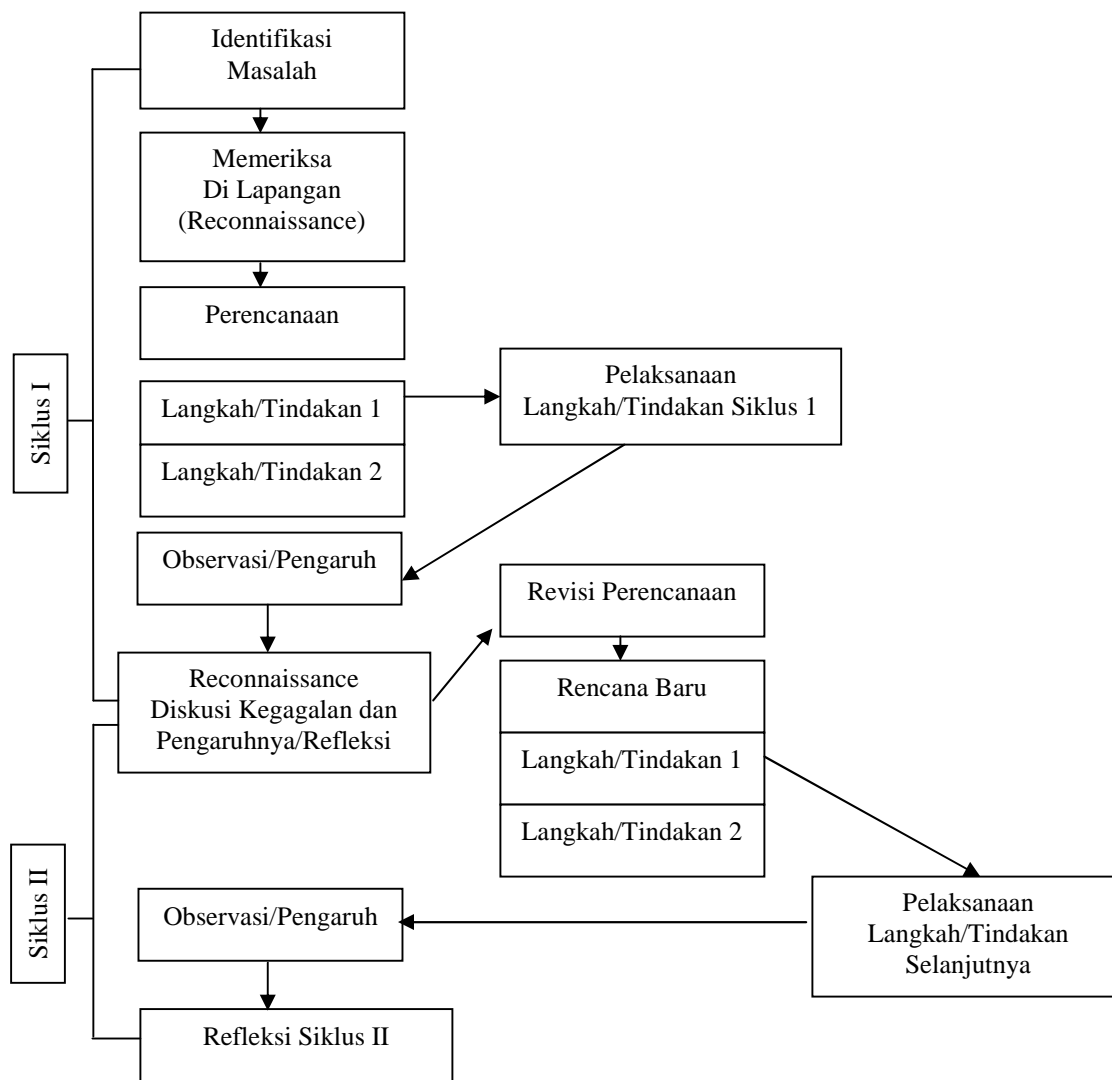 Identifikasi
Masalah
Memeriksa
Di Lapangan
(Reconnaissance)
Perencanaan
Siklus I
Langkah/Tindakan 1
Langkah/Tindakan 2
Pelaksanaan
Langkah/Tindakan Siklus 1
Observasi/Pengaruh
Reconnaissance
Diskusi Kegagalan dan
Pengaruhnya/Refleksi
Revisi Perencanaan
Rencana Baru
Langkah/Tindakan 1
Langkah/Tindakan 2
Siklus II
Pelaksanaan
Langkah/Tindakan
Selanjutnya
Observasi/Pengaruh
Refleksi Siklus II